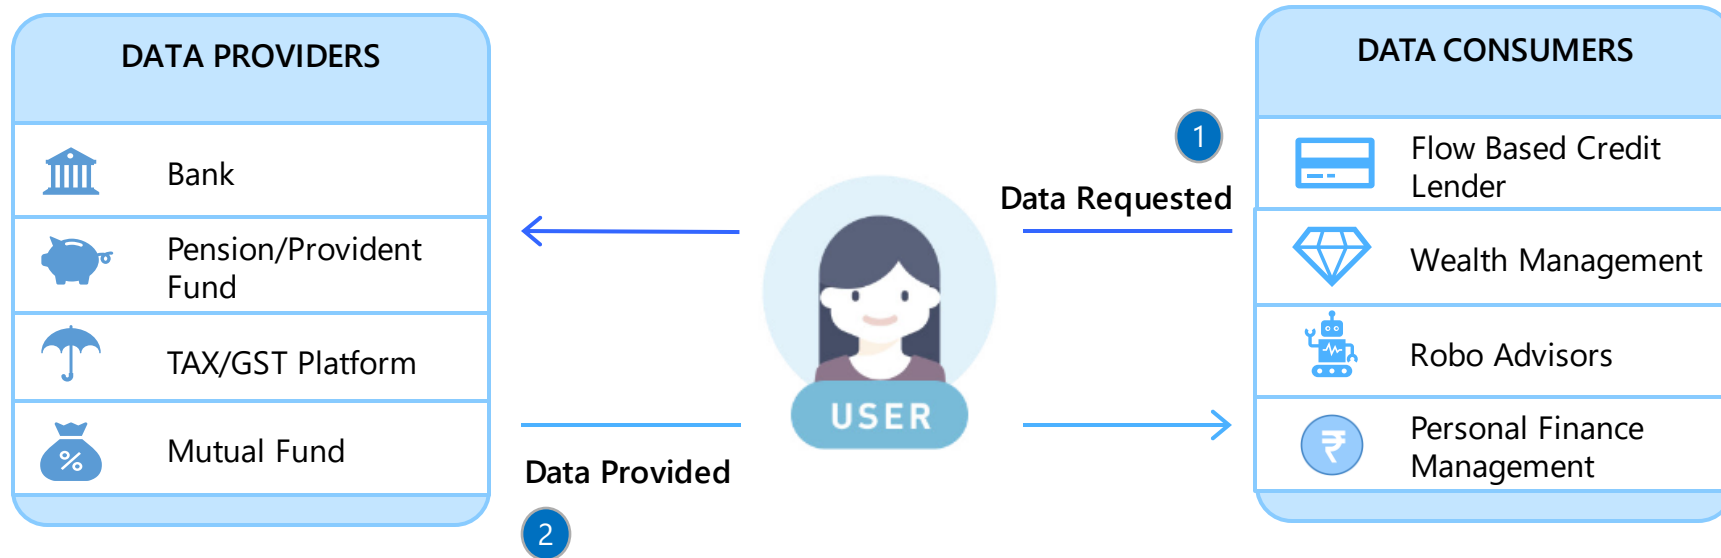 DATA PROVIDERS
Bank
Pension/Provident
Fund
TAX/GST Platform
Mutual Fund
1
Data Requested
USER
Data Provided
2
DATA CONSUMERS
Flow Based Credit
Lender
Wealth Management
Robo Advisors
Personal Finance
Management
%
₹